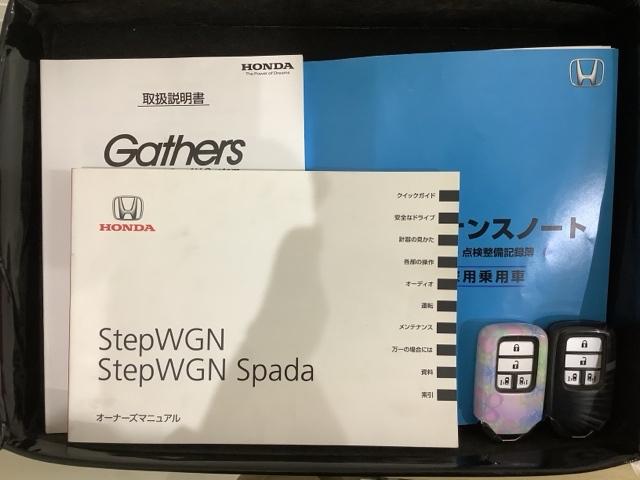 HONDA
The Power of Dreams
取扱説明書
Gathers
HONDA
StepWGN
StepWGN Spada
オーナーズマニュアル
クイックガイド
安全なドライブ
計器の見かた
各部の操作
オーディオ
運転
メンテナンス
万一の場合には
資料
索引
ンスノート
点検整備記録簿
用乗用車